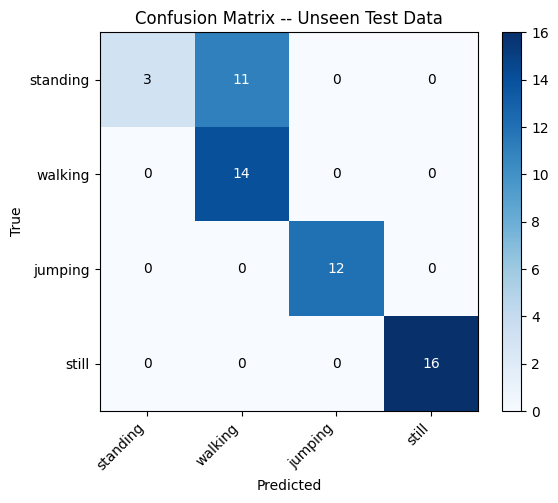 Confusion Matrix -- Unseen Test Data
True
standing 3 11 0 0
walking 0 14 0 0
jumping 0 0 12 0
still 0 0 0 16
standing walking jumping still
Predicted
16
14
12
10
8
6
4
2
0